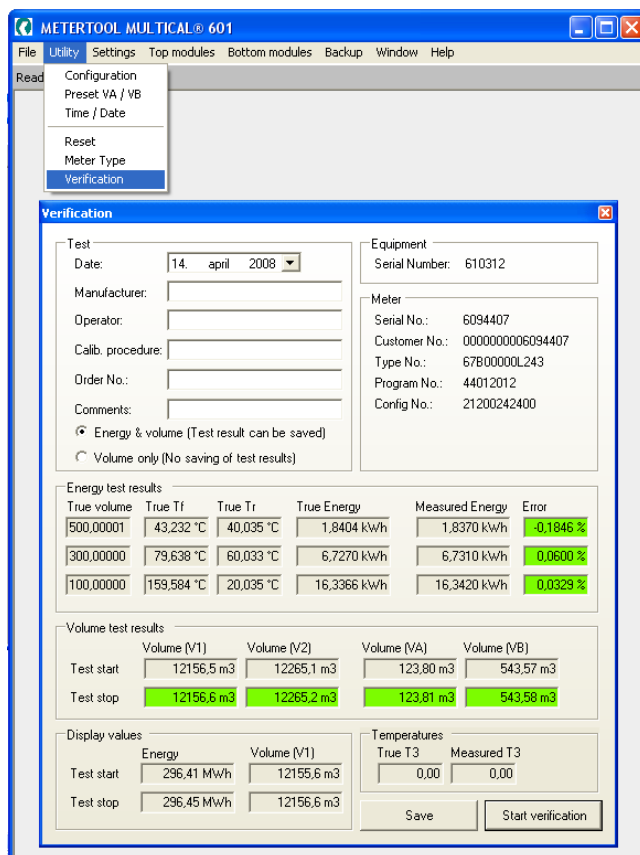 METERTOOL MULTICAL® 601
File Utility Settings Top modules Bottom modules Backup Window Help
Read
Configuration
Preset VA / VB
Time / Date
Reset
Meter Type
Verification
Verification
Test
Date: 14. april 2008
Manufacturer:
Operator:
Calib. procedure:
Order No.:
Comments:
Energy & volume (Test result can be saved)
Volume only (No saving of test results)
Equipment
Serial Number: 610312
Meter
Serial No.: 6094407
Customer No.: 0000000006094407
Type No.: 67B00000L243
Program No.: 44012012
Config No.: 21200242400
Energy test results
True volume True Tf True Tr True Energy Measured Energy Error
500,00001 43,232 °C 40,035 °C 1,8404 kWh 1,8370 kWh -0,1846 %
300,00000 79,638 °C 60,033 °C 6,7270 kWh 6,7310 kWh 0,0600 %
100,00000 159,584 °C 20,035 °C 16,3366 kWh 16,3420 kWh 0,0329 %
Volume test results
Volume (V1) Volume (V2) Volume (VA) Volume (VB)
Test start 12156,5 m3 12265,1 m3 123,80 m3 543,57 m3
Test stop 12156,6 m3 12265,2 m3 123,81 m3 543,58 m3
Display values
Energy Volume (V1)
Test start 296,41 MWh 12155,6 m3
Test stop 296,45 MWh 12156,6 m3
Temperatures
True T3 Measured T3
0,00 0,00
Save Start verification